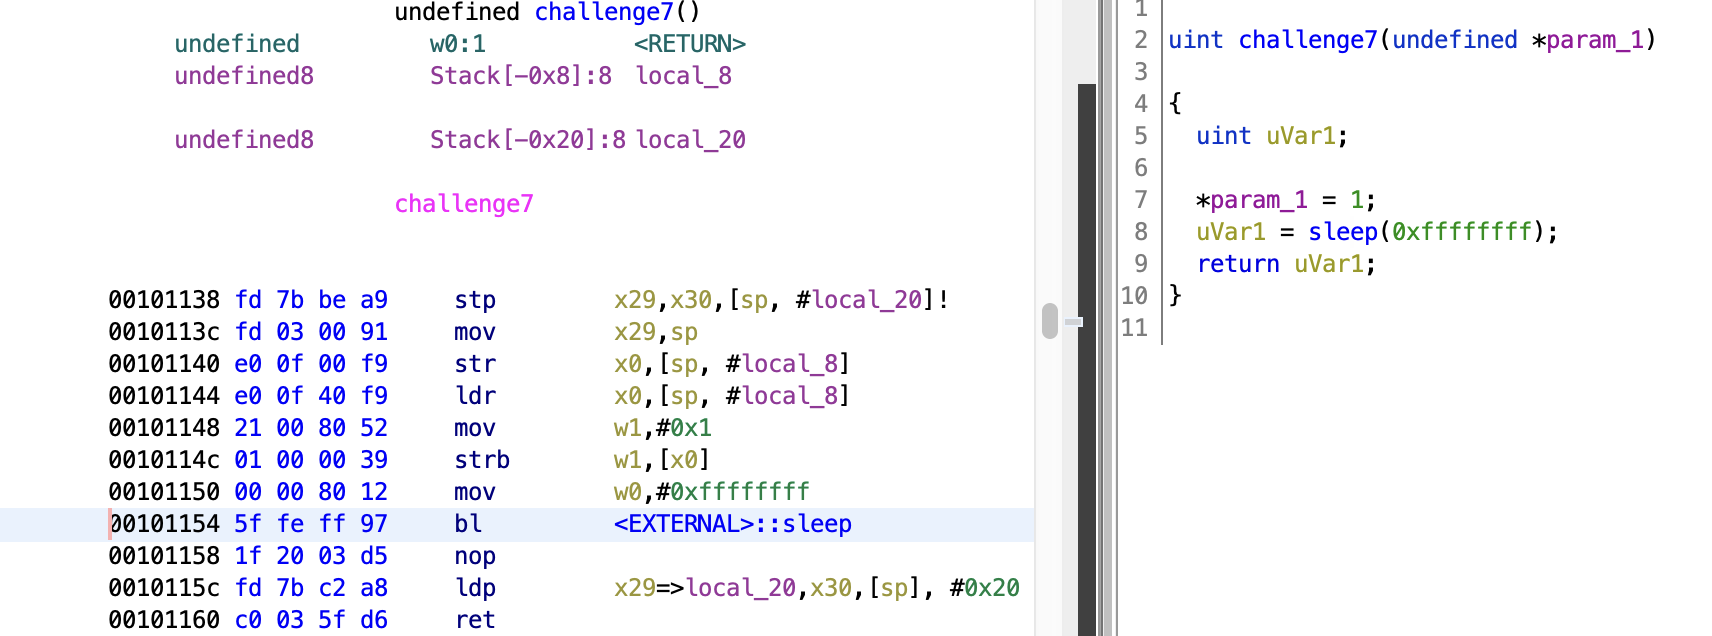 undefined challenge7()
undefined w0:1 <RETURN>
undefined8 Stack[-0x8]:8 local_8
undefined8 Stack[-0x20]:8 local_20
challenge7
00101138 fd 7b be a9 stp x29,x30,[sp, #local_20]!
0010113c fd 03 00 91 mov x29,sp
00101140 e0 0f 00 f9 str x0,[sp, #local_8]
00101144 e0 0f 40 f9 ldr x0,[sp, #local_8]
00101148 21 00 80 52 mov w1,#0x1
0010114c 01 00 00 39 strb w1,[x0]
00101150 00 00 80 12 mov w0,#0xffffffff
00101154 5f fe ff 97 bl <EXTERNAL>::sleep
00101158 1f 20 03 d5 nop
0010115c fd 7b c2 a8 ldp x29=>local_20,x30,[sp], #0x20
00101160 c0 03 5f d6 ret
1
2 uint challenge7(undefined *param_1)
3
4 {
5 uint uVar1;
6
7 *param_1 = 1;
8 uVar1 = sleep(0xffffffff);
9 return uVar1;
10 }
11